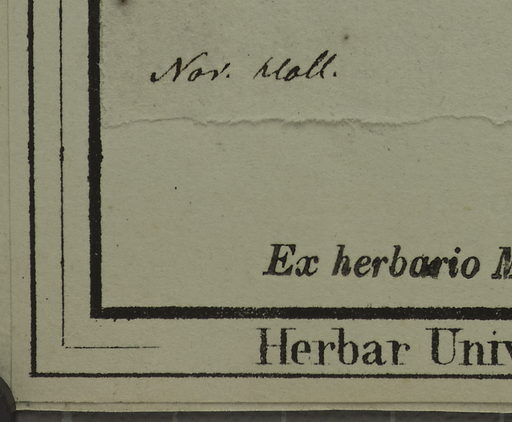 Nov. Holl.
Ex herbario M
Herbar Univ